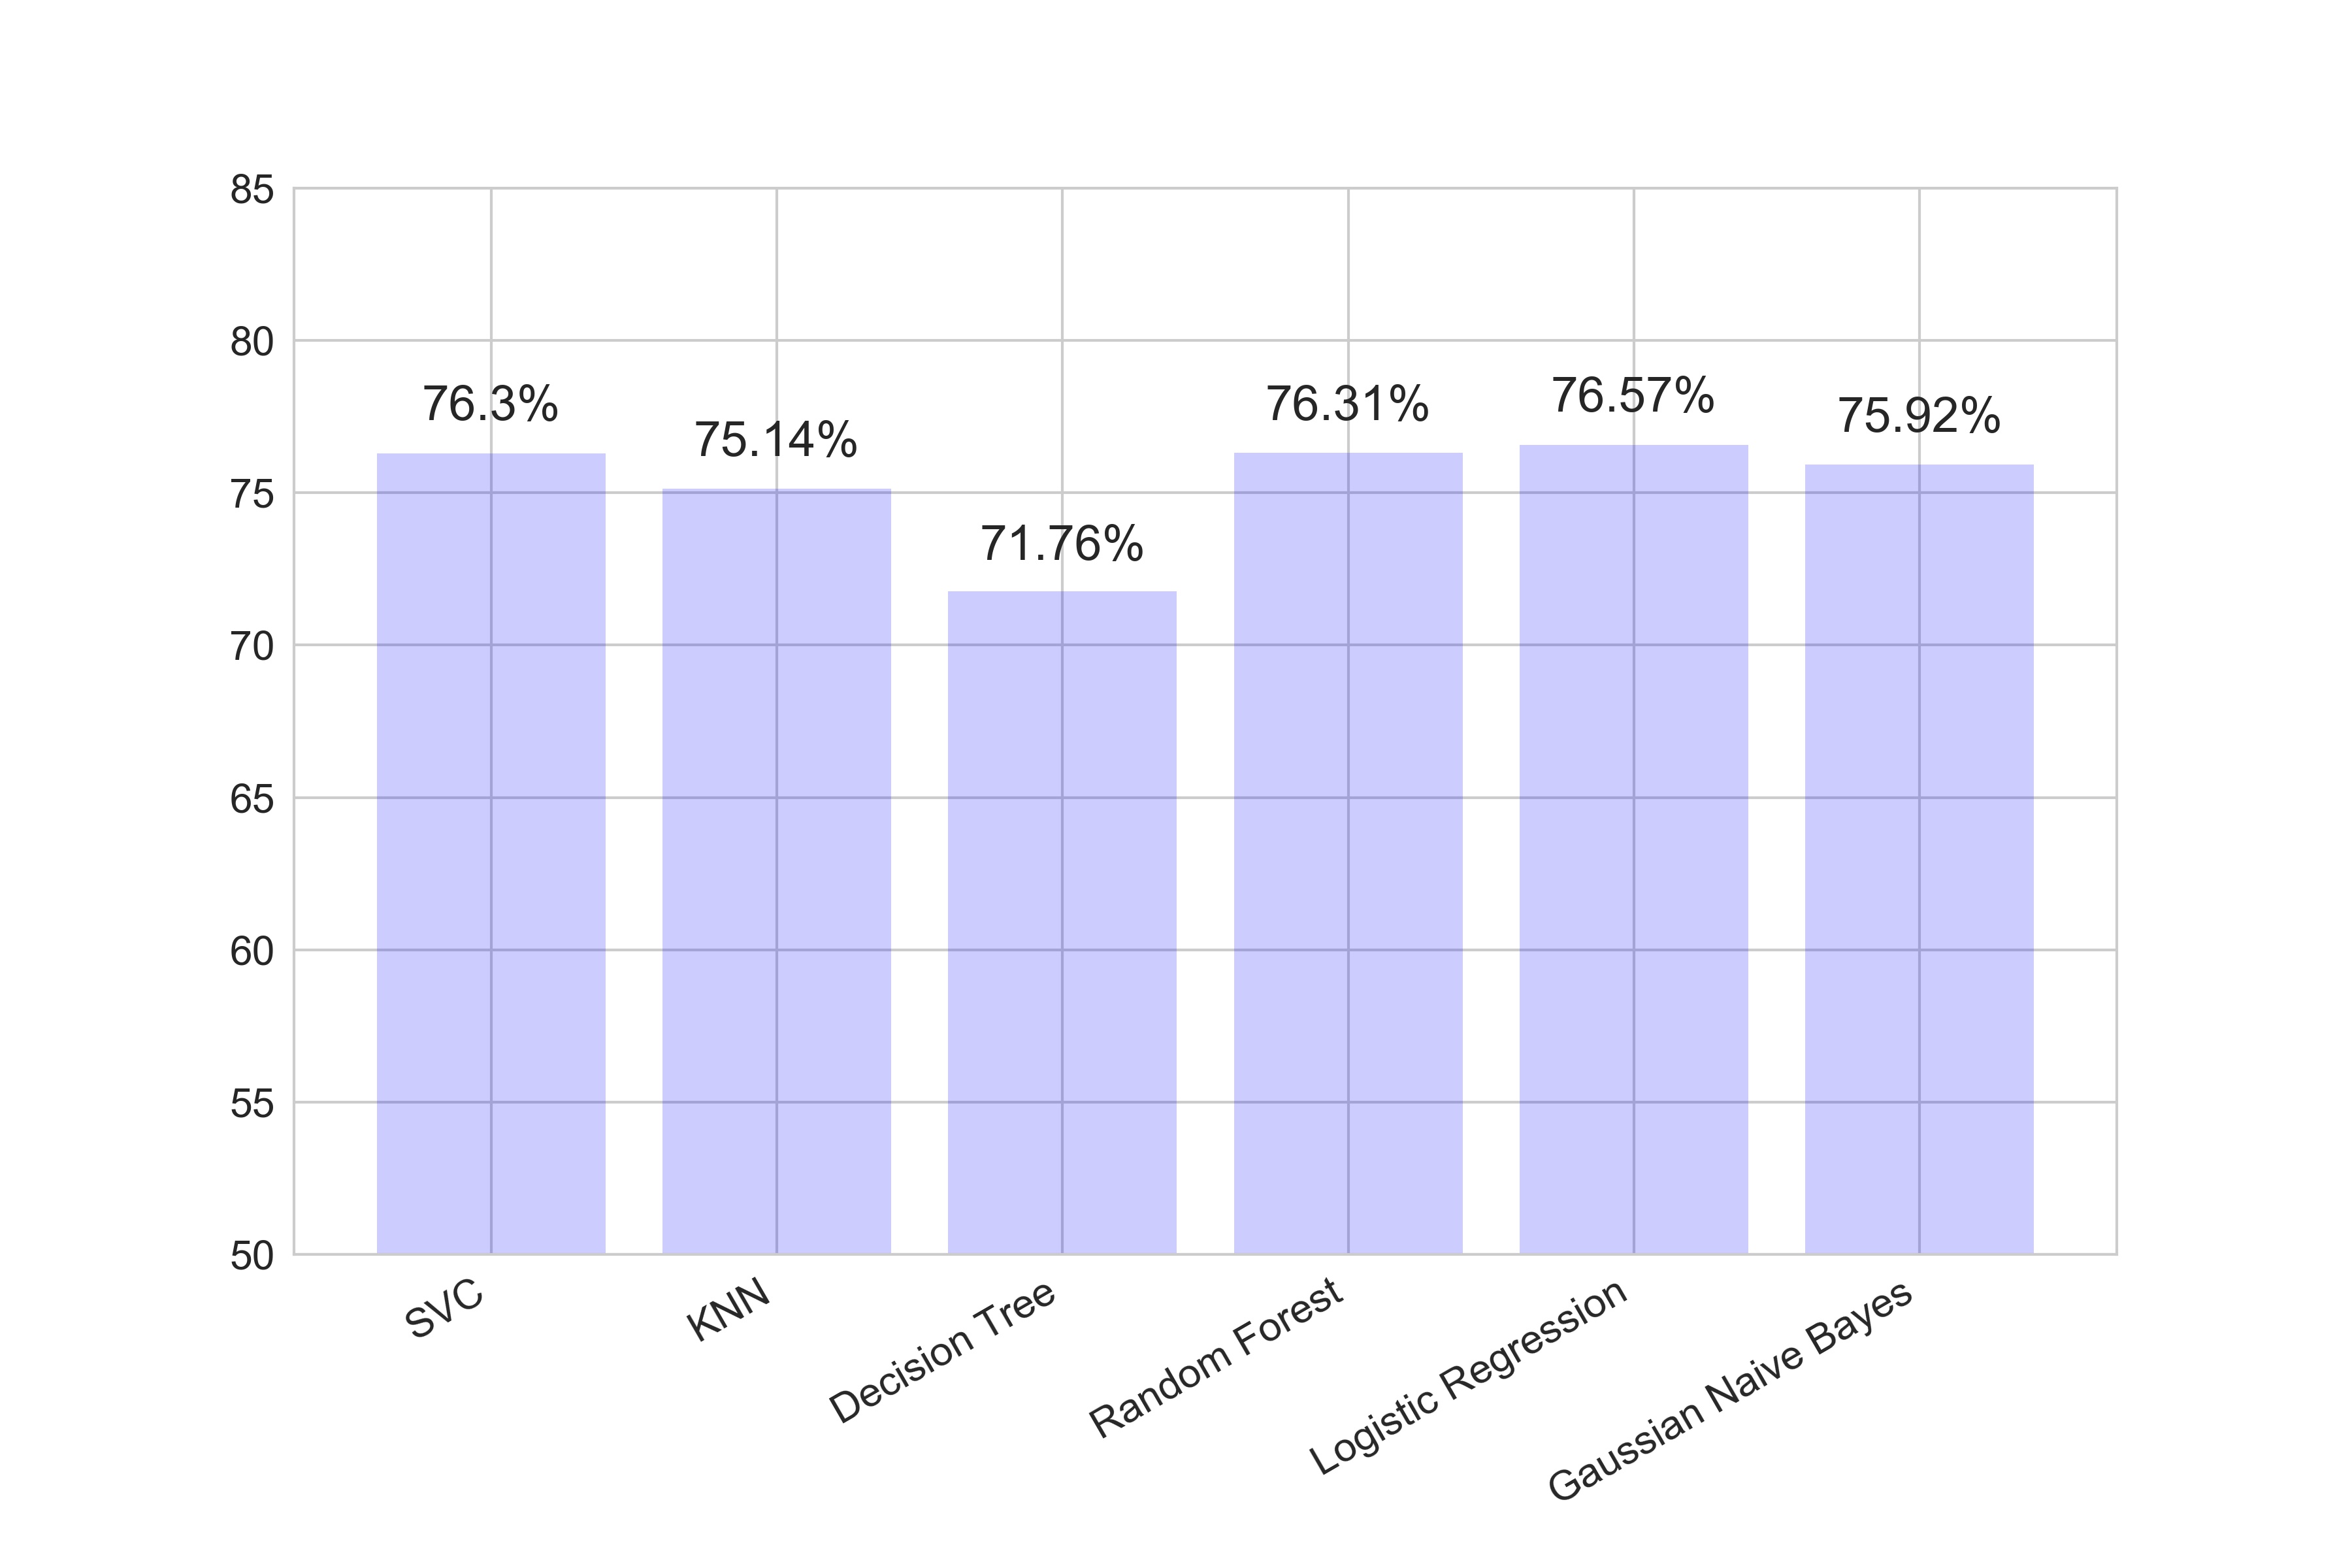 85
80
75
70
65
60
55
50
76.3%
75.14%
71.76%
76.31%
76.57%
75.92%
SVC
KNN
Decision Tree
Random Forest
Logistic Regression
Gaussian Naive Bayes